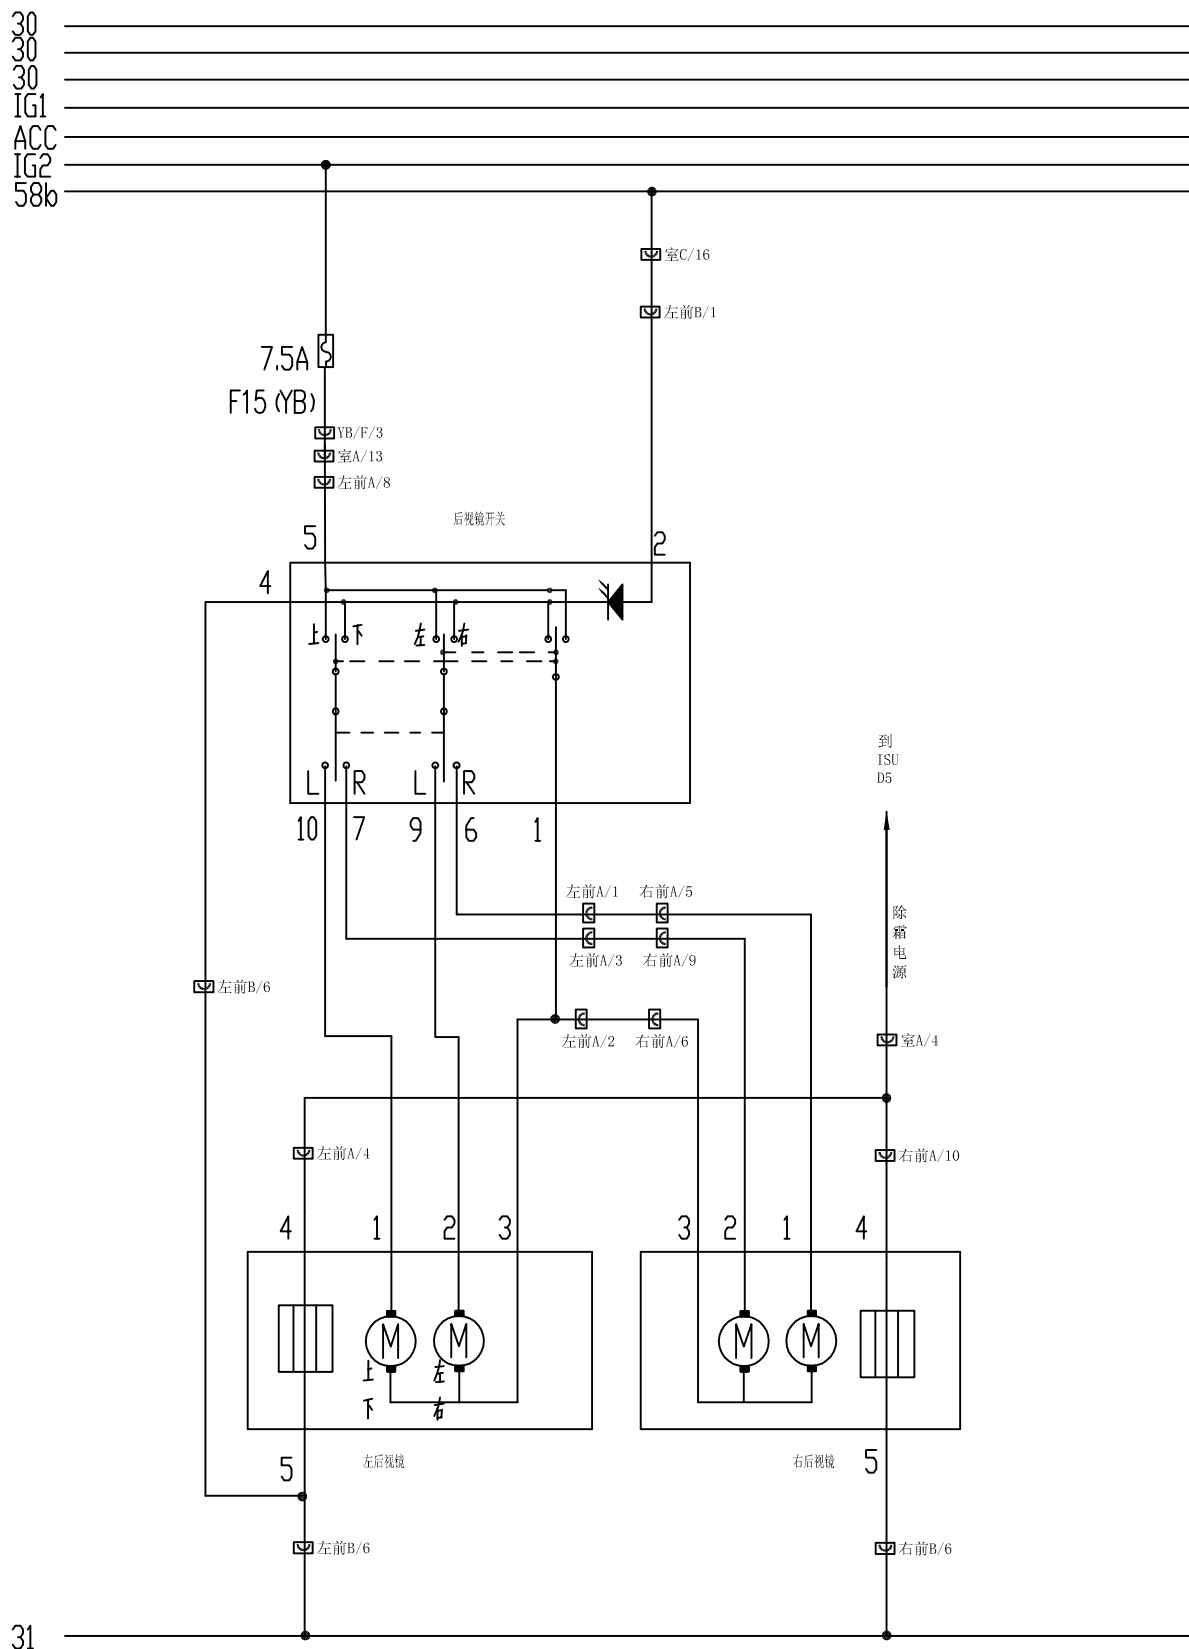 30
30
30
IG1
ACC
IG2
58b
室C/16
左前B/1
7.5A
F15 (YB)
YB/F/3
室A/13
左前A/8
后视镜开关
5
2
4
上 下 左 右
到
ISU
D5
L R L R
10 7 9 6 1
左前A/1 右前A/5
除霜电源
左前A/3 右前A/9
左前B/6
左前A/2 右前A/6
室A/4
左前A/4
右前A/10
4 1 2 3 3 2 1 4
M M M M
上 左
下 右
5 左后视镜 右后视镜 5
左前B/6
右前B/6
31